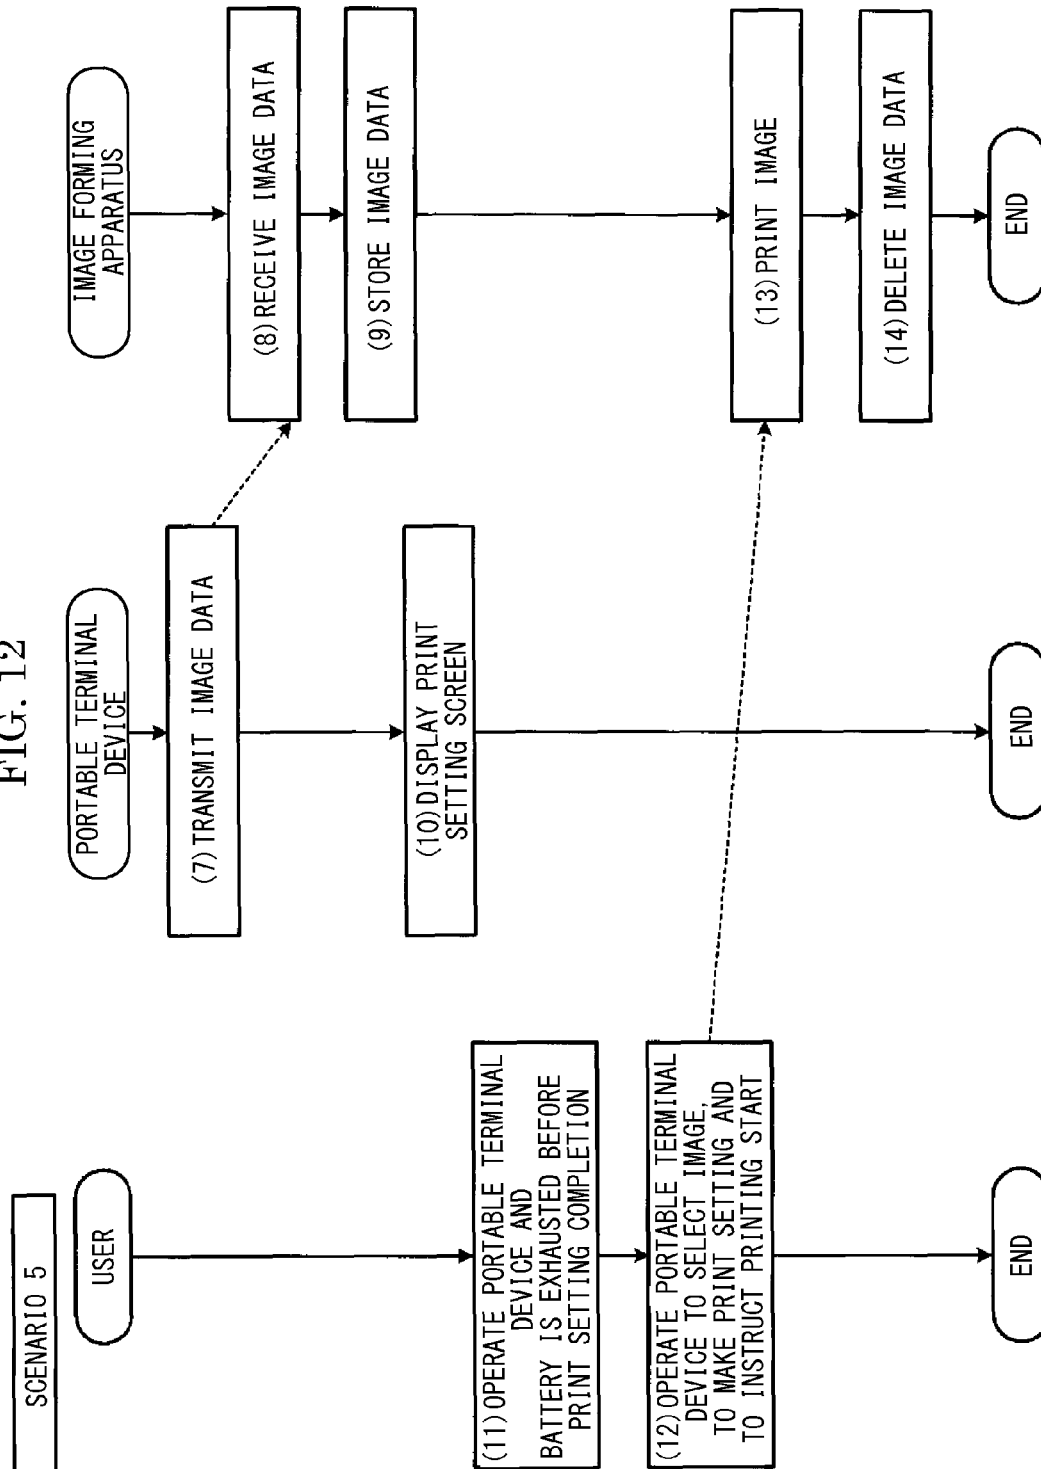 FIG. 12
SCENARIO 5
USER
(11)OPERATE PORTABLE TERMINAL
DEVICE AND
BATTERY IS EXHAUSTED BEFORE
PRINT SETTING COMPLETION
(12)OPERATE PORTABLE TERMINAL
DEVICE TO SELECT IMAGE,
TO MAKE PRINT SETTING AND
TO INSTRUCT PRINTING START
END
PORTABLE TERMINAL
DEVICE
(7)TRANSMIT IMAGE DATA
(10)DISPLAY PRINT
SETTING SCREEN
END
IMAGE FORMING
APPARATUS
(8)RECEIVE IMAGE DATA
(9)STORE IMAGE DATA
(13)PRINT IMAGE
(14)DELETE IMAGE DATA
END